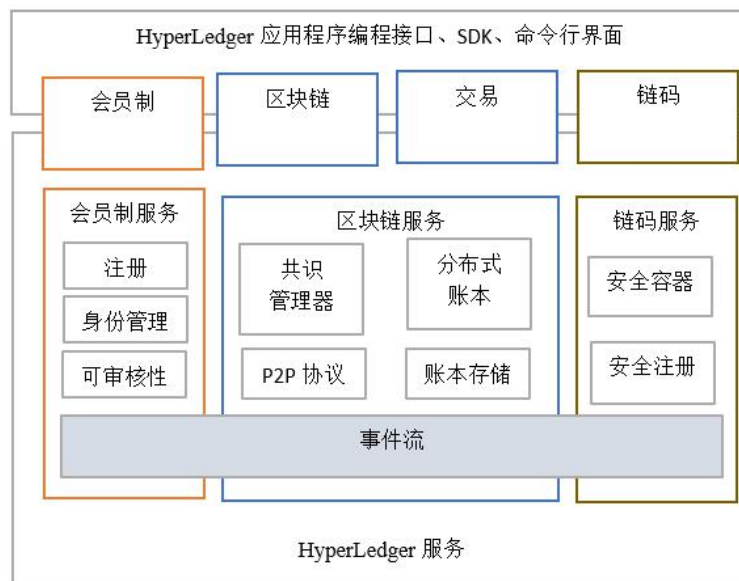 HyperLedger 应用程序编程接口、SDK、命令行界面
会员制
区块链
交易
链码
会员制服务
注册
身份管理
可审核性
区块链服务
共识
管理器
分布式
账本
P2P 协议
账本存储
链码服务
安全容器
安全注册
事件流
HyperLedger 服务